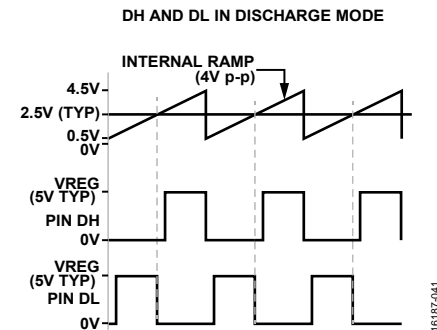 DH AND DL IN DISCHARGE MODE
INTERNAL RAMP
(4V p-p)
4.5V
2.5V (TYP)
0.5V
0V
VREG
(5V TYP)
PIN DH
0V
VREG
(5V TYP)
PIN DL
0V
16187-041